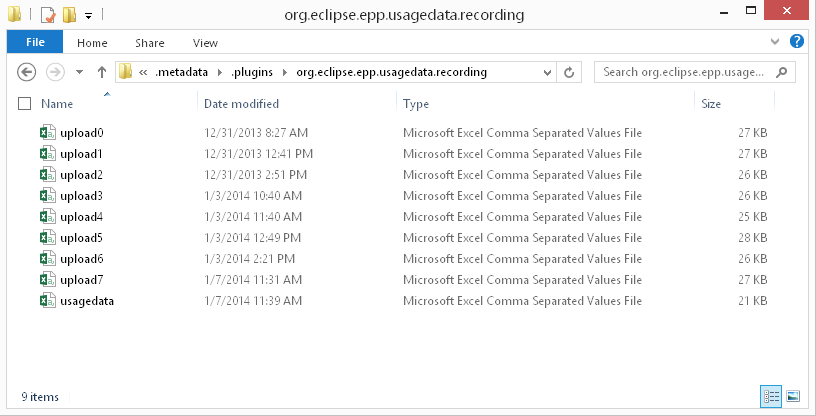 org.eclipse.epp.usagedata.recording
File Home Share View
« .metadata ▸ .plugins ▸ org.eclipse.epp.usagedata.recording Search org.eclipse.epp.usage...
Name Date modified Type Size
upload0 12/31/2013 8:27 AM Microsoft Excel Comma Separated Values File 27 KB
upload1 12/31/2013 12:41 PM Microsoft Excel Comma Separated Values File 27 KB
upload2 12/31/2013 2:51 PM Microsoft Excel Comma Separated Values File 26 KB
upload3 1/3/2014 10:40 AM Microsoft Excel Comma Separated Values File 26 KB
upload4 1/3/2014 11:40 AM Microsoft Excel Comma Separated Values File 25 KB
upload5 1/3/2014 12:49 PM Microsoft Excel Comma Separated Values File 28 KB
upload6 1/3/2014 2:21 PM Microsoft Excel Comma Separated Values File 26 KB
upload7 1/7/2014 11:31 AM Microsoft Excel Comma Separated Values File 27 KB
usagedata 1/7/2014 11:39 AM Microsoft Excel Comma Separated Values File 21 KB
9 items